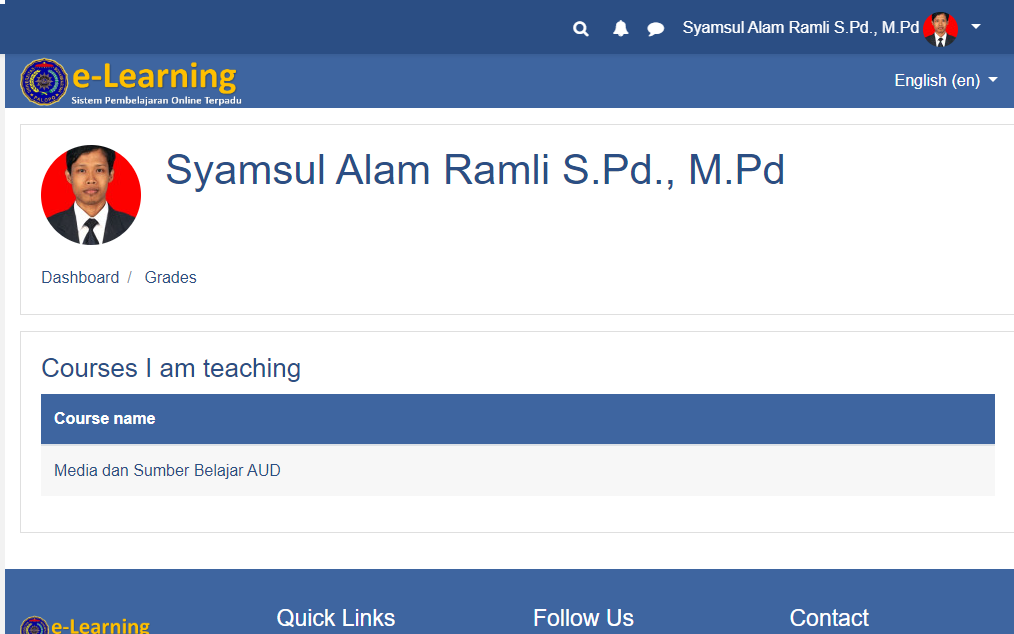 Syamsul Alam Ramli S.Pd., M.Pd
e-Learning
Sistem Pembelajaran Online Terpadu
English (en)
Syamsul Alam Ramli S.Pd., M.Pd
Dashboard / Grades
Courses I am teaching
Course name
Media dan Sumber Belajar AUD
e-Learning
Quick Links
Follow Us
Contact